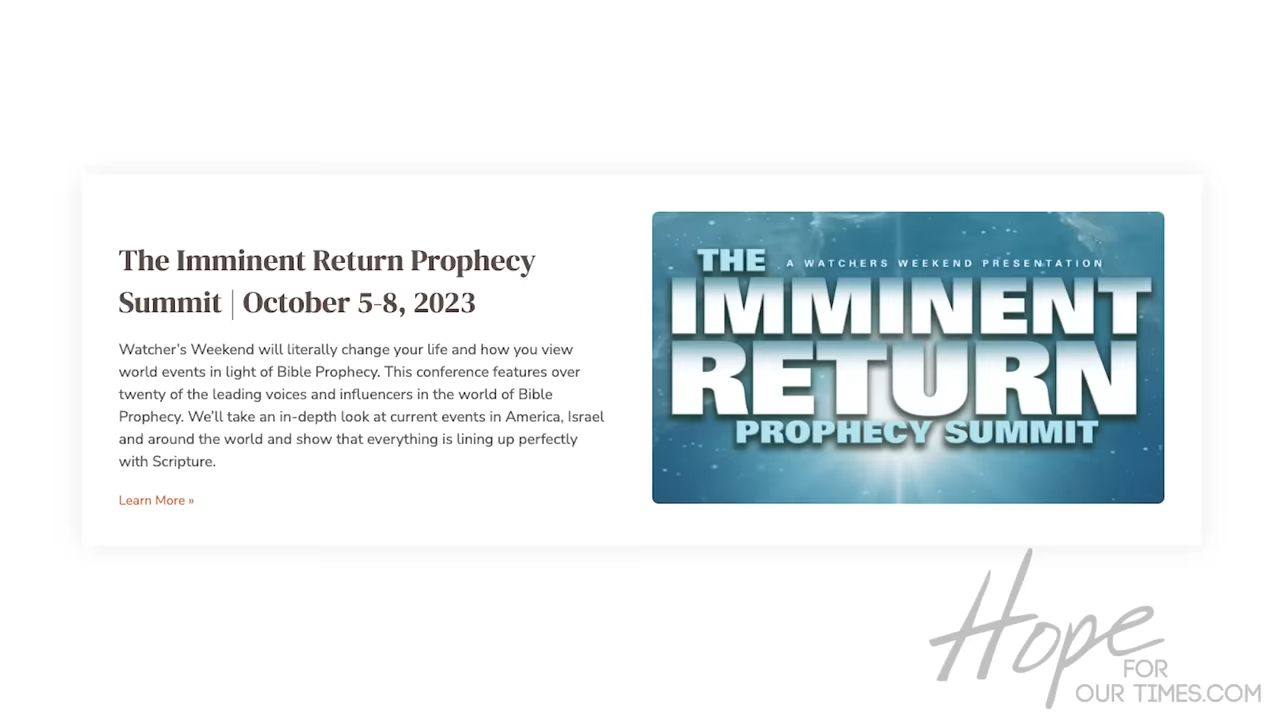 The Imminent Return Prophecy
Summit | October 5-8, 2023
Watcher's Weekend will literally change your life and how you view
world events in light of Bible Prophecy. This conference features over
twenty of the leading voices and influencers in the world of Bible
Prophecy. We'll take an in-depth look at current events in America, Israel
and around the world and show that everything is lining up perfectly
with Scripture.
Learn More »
THE A WATCHERS WEEKEND PRESENTATION
IMMINENT
RETURN
PROPHECY SUMMIT
Hope
FOR
OUR TIMES.COM